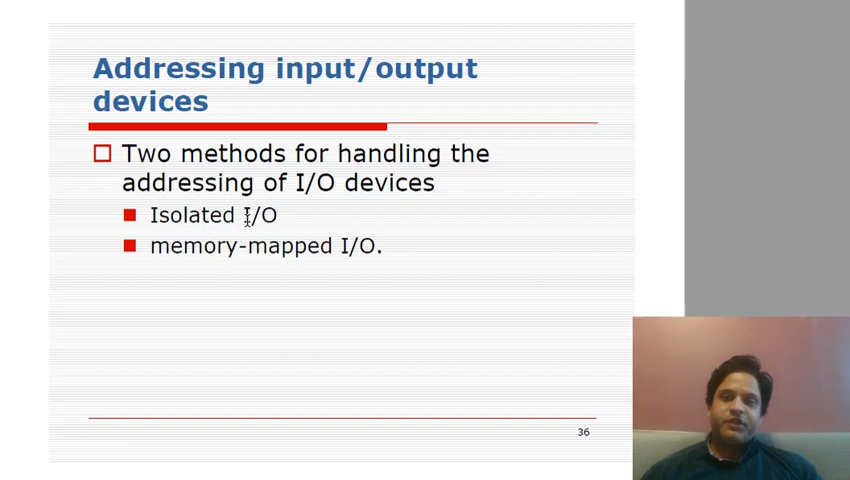 Addressing input/output
devices
Two methods for handling the
addressing of I/O devices
Isolated I/O
memory-mapped I/O.
36